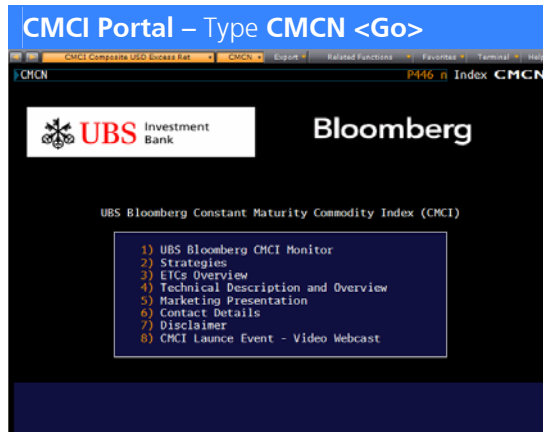 CMCI Portal – Type CMCN <Go>
CMCI Composite USD Excess Ret CMCN Export Related Functions Favorites Terminal Help
CMCN P446 n Index CMCN
UBS Investment Bank
Bloomberg
UBS Bloomberg Constant Maturity Commodity Index (CMCI)
1) UBS Bloomberg CMCI Monitor
2) Strategies
3) ETCs Overview
4) Technical Description and Overview
5) Marketing Presentation
6) Contact Details
7) Disclaimer
8) CMCI Launce Event - Video Webcast